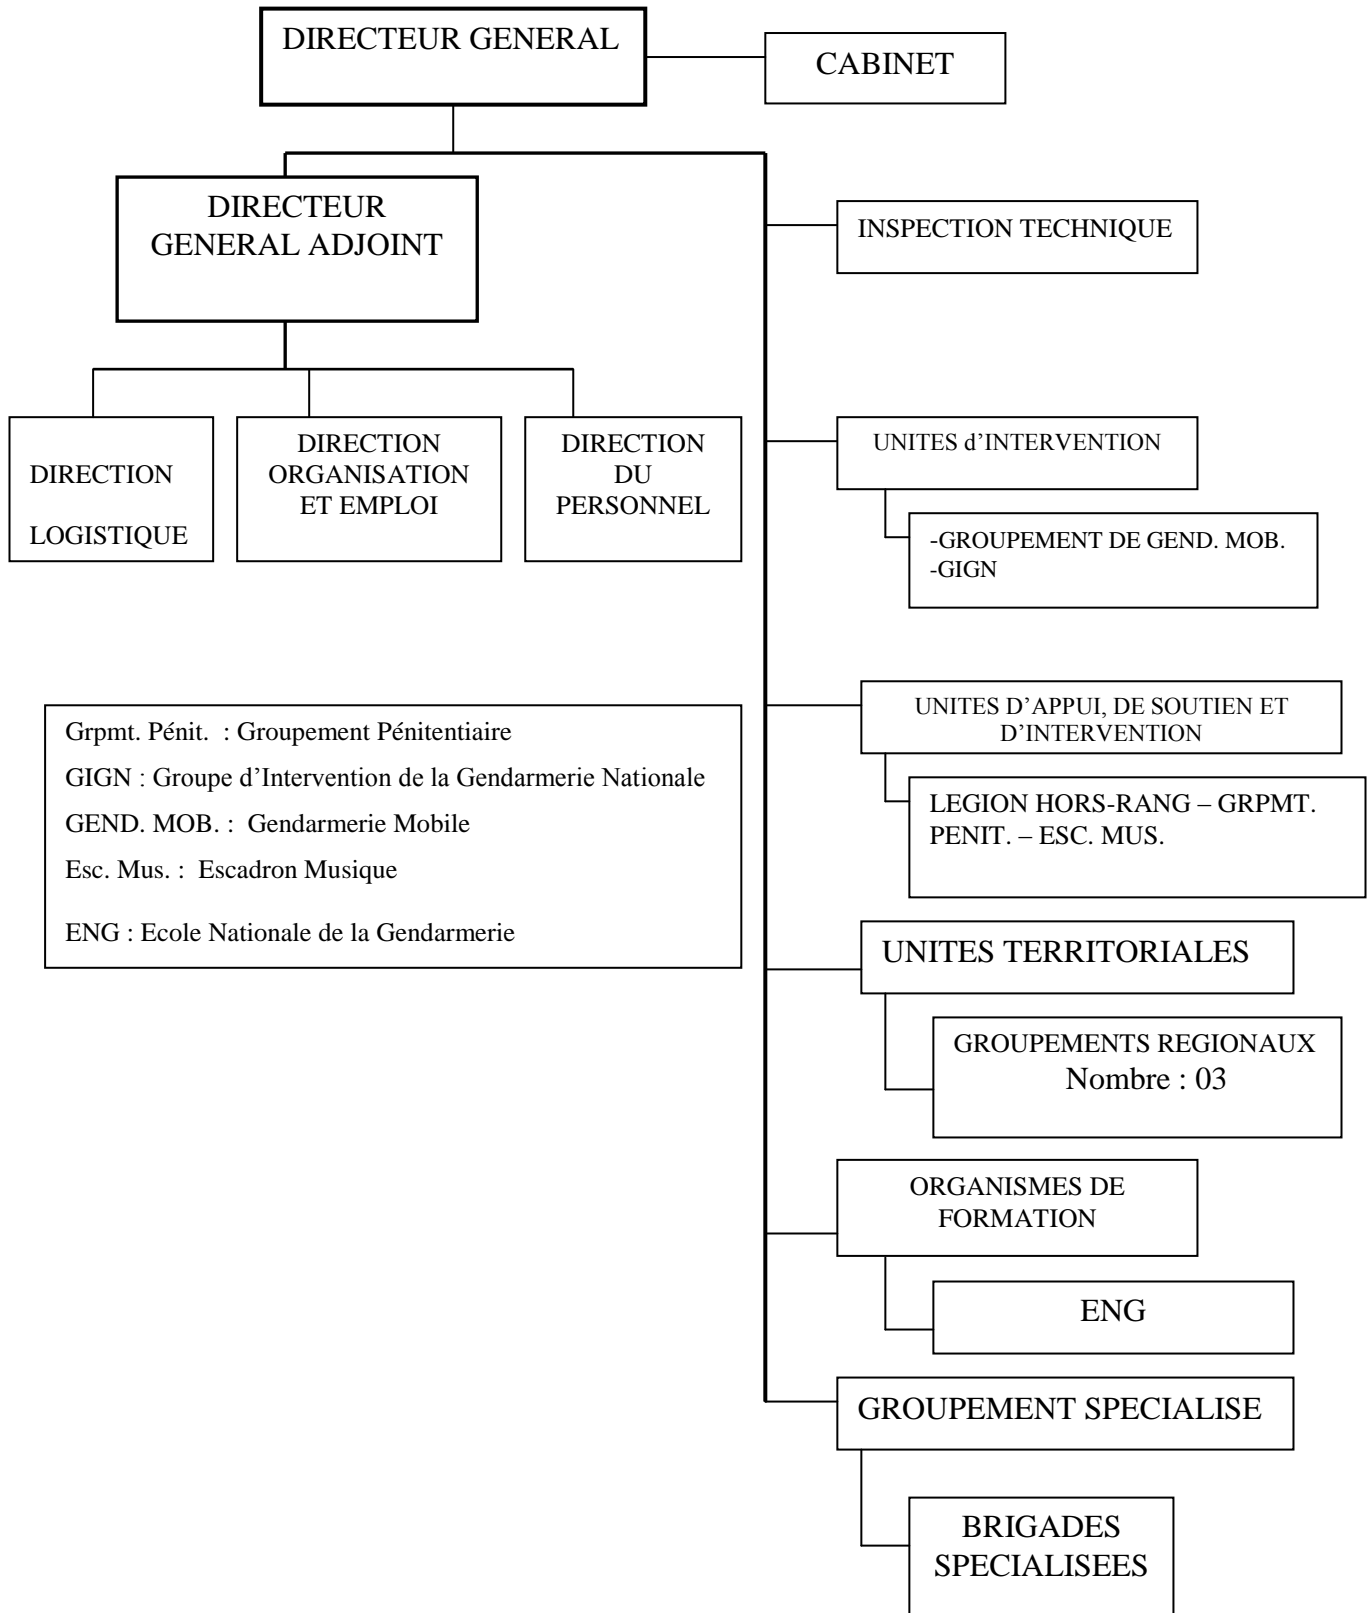 DIRECTEUR GENERAL
CABINET
DIRECTEUR
GENERAL ADJOINT
INSPECTION TECHNIQUE
DIRECTION
LOGISTIQUE
DIRECTION
ORGANISATION
ET EMPLOI
DIRECTION
DU
PERSONNEL
UNITES d’INTERVENTION
-GROUPEMENT DE GEND. MOB.
-GIGN
UNITES D’APPUI, DE SOUTIEN ET
D’INTERVENTION
LEGION HORS-RANG – GRPMT.
PENIT. – ESC. MUS.
Grpmt. Pénit. : Groupement Pénitentiaire
GIGN : Groupe d’Intervention de la Gendarmerie Nationale
GEND. MOB. : Gendarmerie Mobile
Esc. Mus. : Escadron Musique
ENG : Ecole Nationale de la Gendarmerie
UNITES TERRITORIALES
GROUPEMENTS REGIONAUX
Nombre : 03
ORGANISMES DE
FORMATION
ENG
GROUPEMENT SPECIALISE
BRIGADES
SPECIALISEES